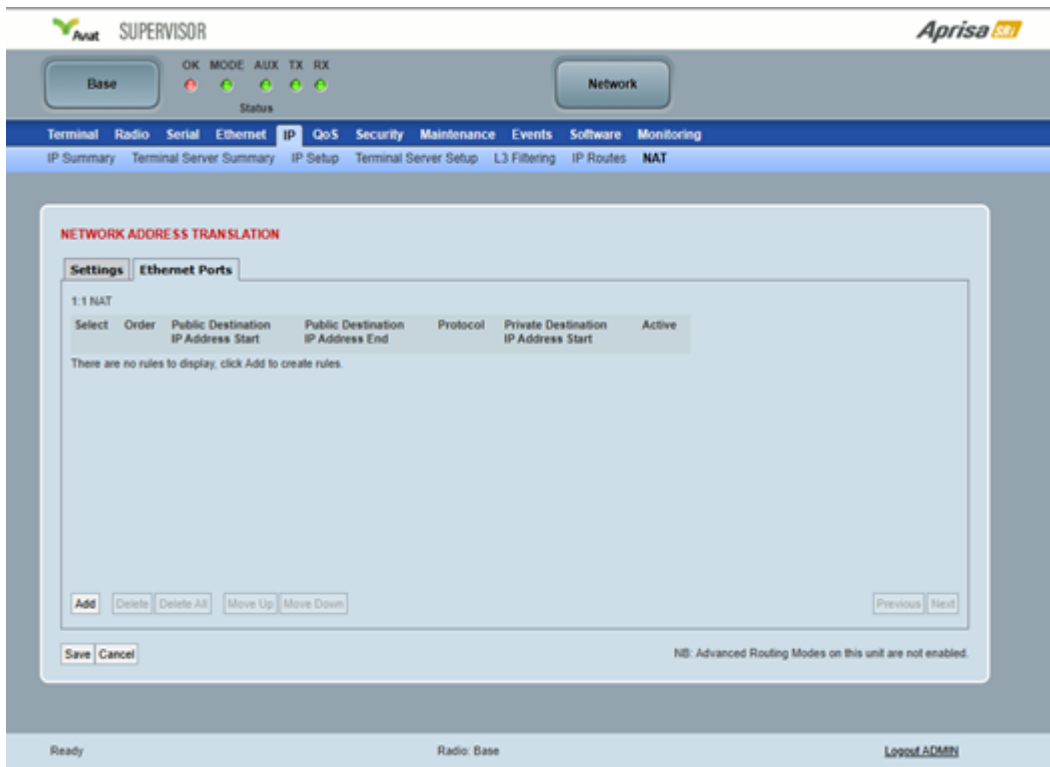 Aviat SUPERVISOR
Aprisa SRi
OK MODE AUX TX RX
Base
Network
Status
Terminal Radio Serial Ethernet IP QoS Security Maintenance Events Software Monitoring
IP Summary Terminal Server Summary IP Setup Terminal Server Setup L3 Filtering IP Routes NAT
NETWORK ADDRESS TRANSLATION
Settings Ethernet Ports
1:1 NAT
Select Order Public Destination Public Destination Protocol Private Destination Active
IP Address Start IP Address End IP Address Start
There are no rules to display, click Add to create rules.
Add Delete Delete All Move Up Move Down Previous Next
Save Cancel NB: Advanced Routing Modes on this unit are not enabled.
Ready Radio: Base Logout ADMIN